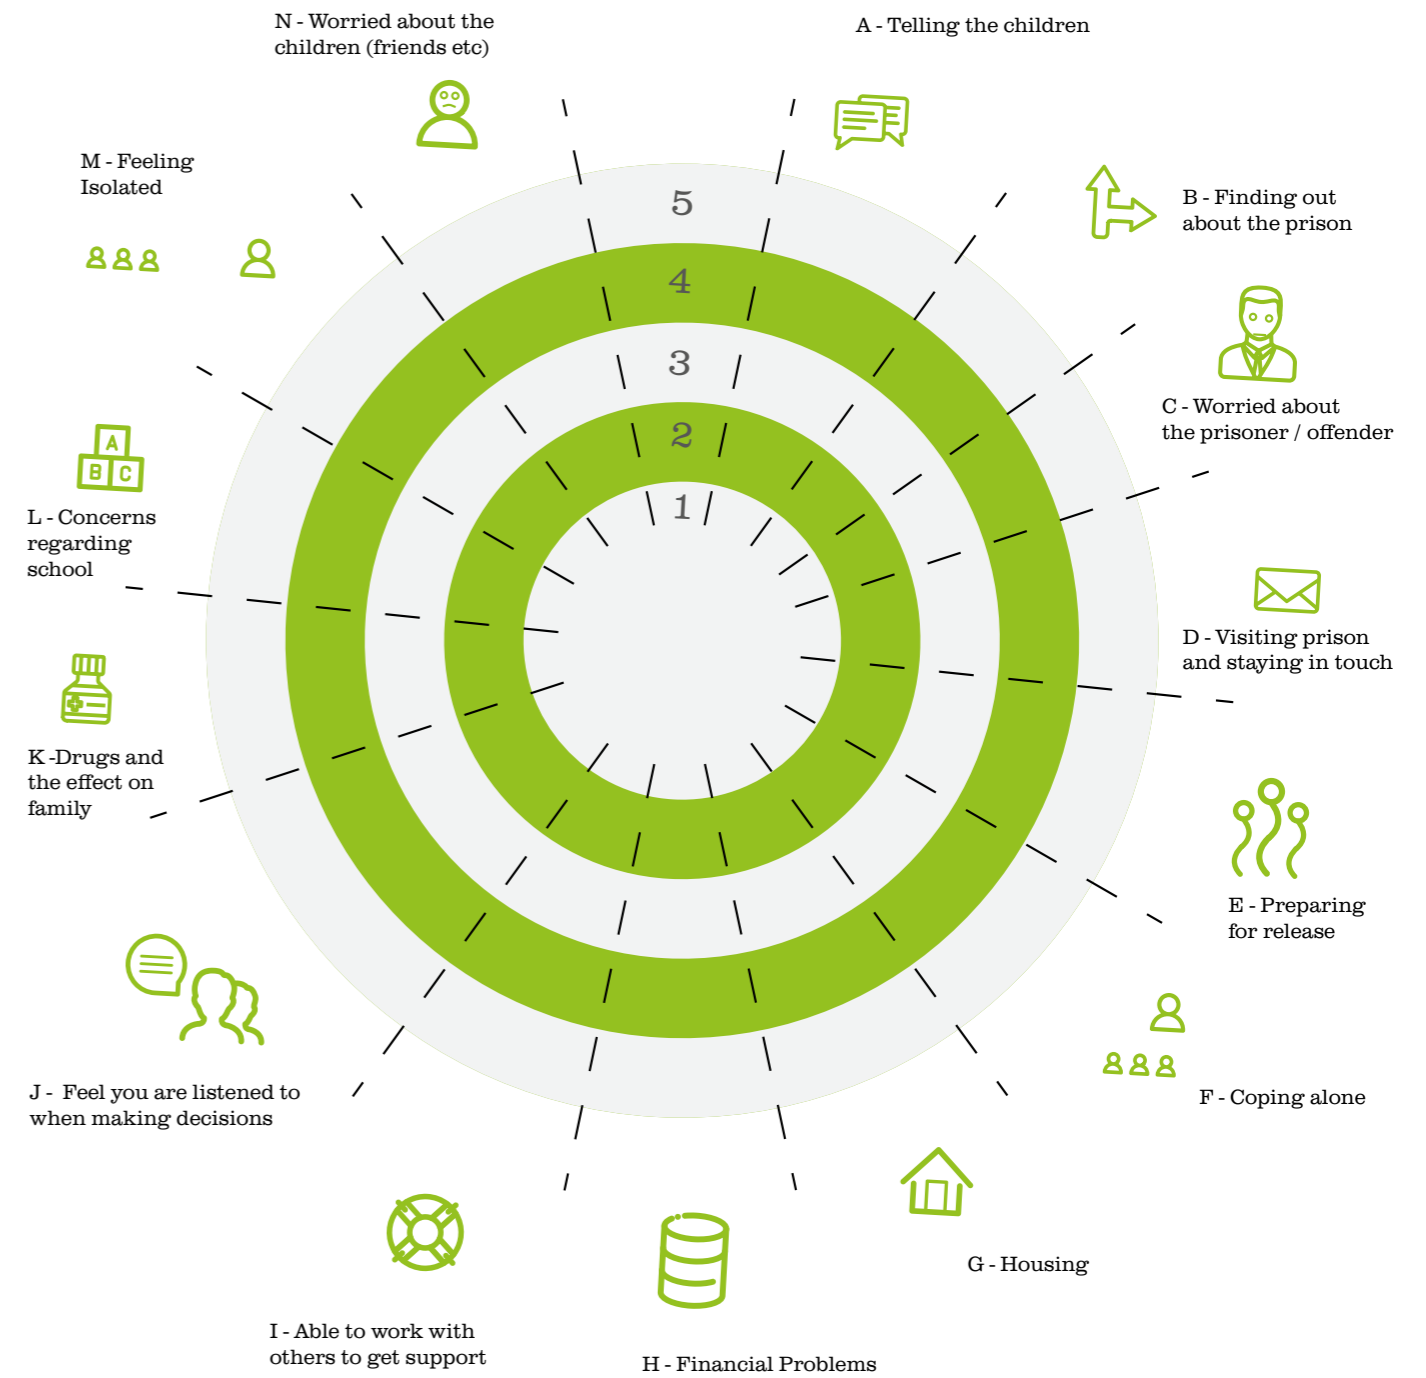 N - Worried about the
children (friends etc)
A - Telling the children
B - Finding out
about the prison
C - Worried about
the prisoner / offender
D - Visiting prison
and staying in touch
E - Preparing
for release
F - Coping alone
G - Housing
H - Financial Problems
I - Able to work with
others to get support
J -  Feel you are listened to
when making decisions
K -Drugs and
the effect on
family
L - Concerns
regarding
school
A
B C
M - Feeling
Isolated
5
4
3
2
1